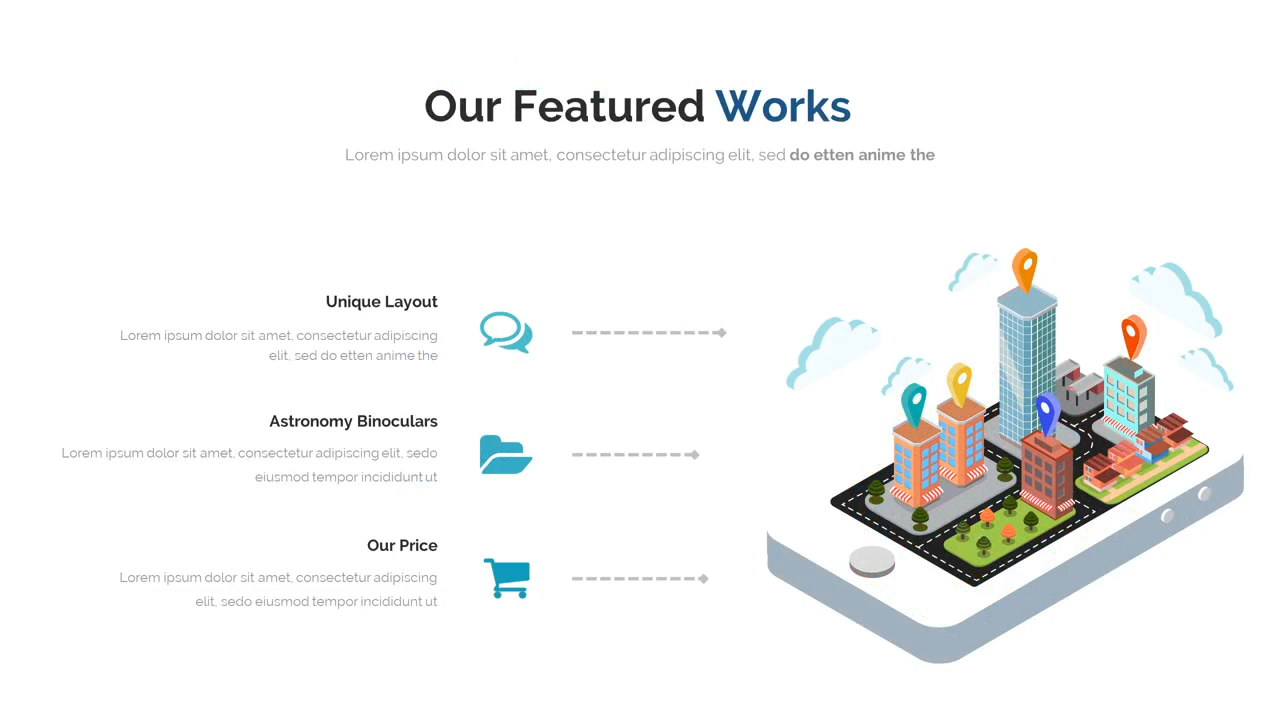 Our Featured Works
Lorem ipsum dolor sit amet, consectetur adipiscing elit, sed do etten anime the
Unique Layout
Lorem ipsum dolor sit amet, consectetur adipiscing
elit, sed do etten anime the
Astronomy Binoculars
Lorem ipsum dolor sit amet, consectetur adipiscing elit, sedo
eiusmod tempor incididunt ut
Our Price
Lorem ipsum dolor sit amet, consectetur adipiscing
elit, sedo eiusmod tempor incididunt ut